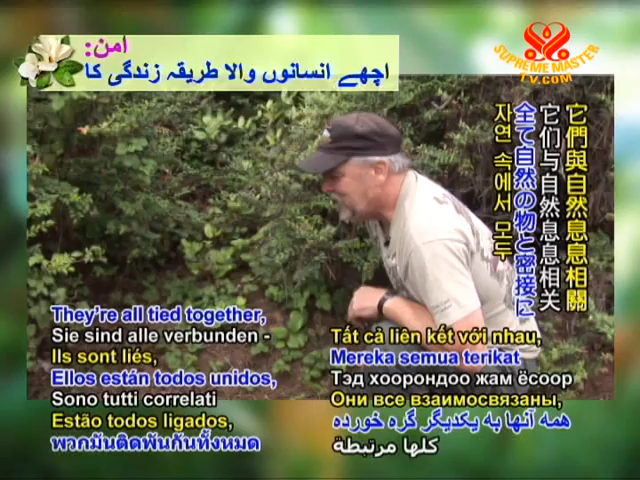 امن:
اچھے انسانوں والا طریقہ زندگی کا
SUPREME MASTER
TV.COM
它們與自然息息相關
它们与自然息息相关
全て自然の物と密接に
자연 속에서 모두
They're all tied together,
Sie sind alle verbunden -
Ils sont liés,
Ellos están todos unidos,
Sono tutti correlati
Estão todos ligados,
พวกมันติดพันกันทั้งหมด
Tất cả liên kết với nhau,
Mereka semua terikat
Тэд хоорондоо жам ёсоор
Они все взаимосвязаны,
همه آنها به یکدیگر گره خورده
كلها مرتبطة